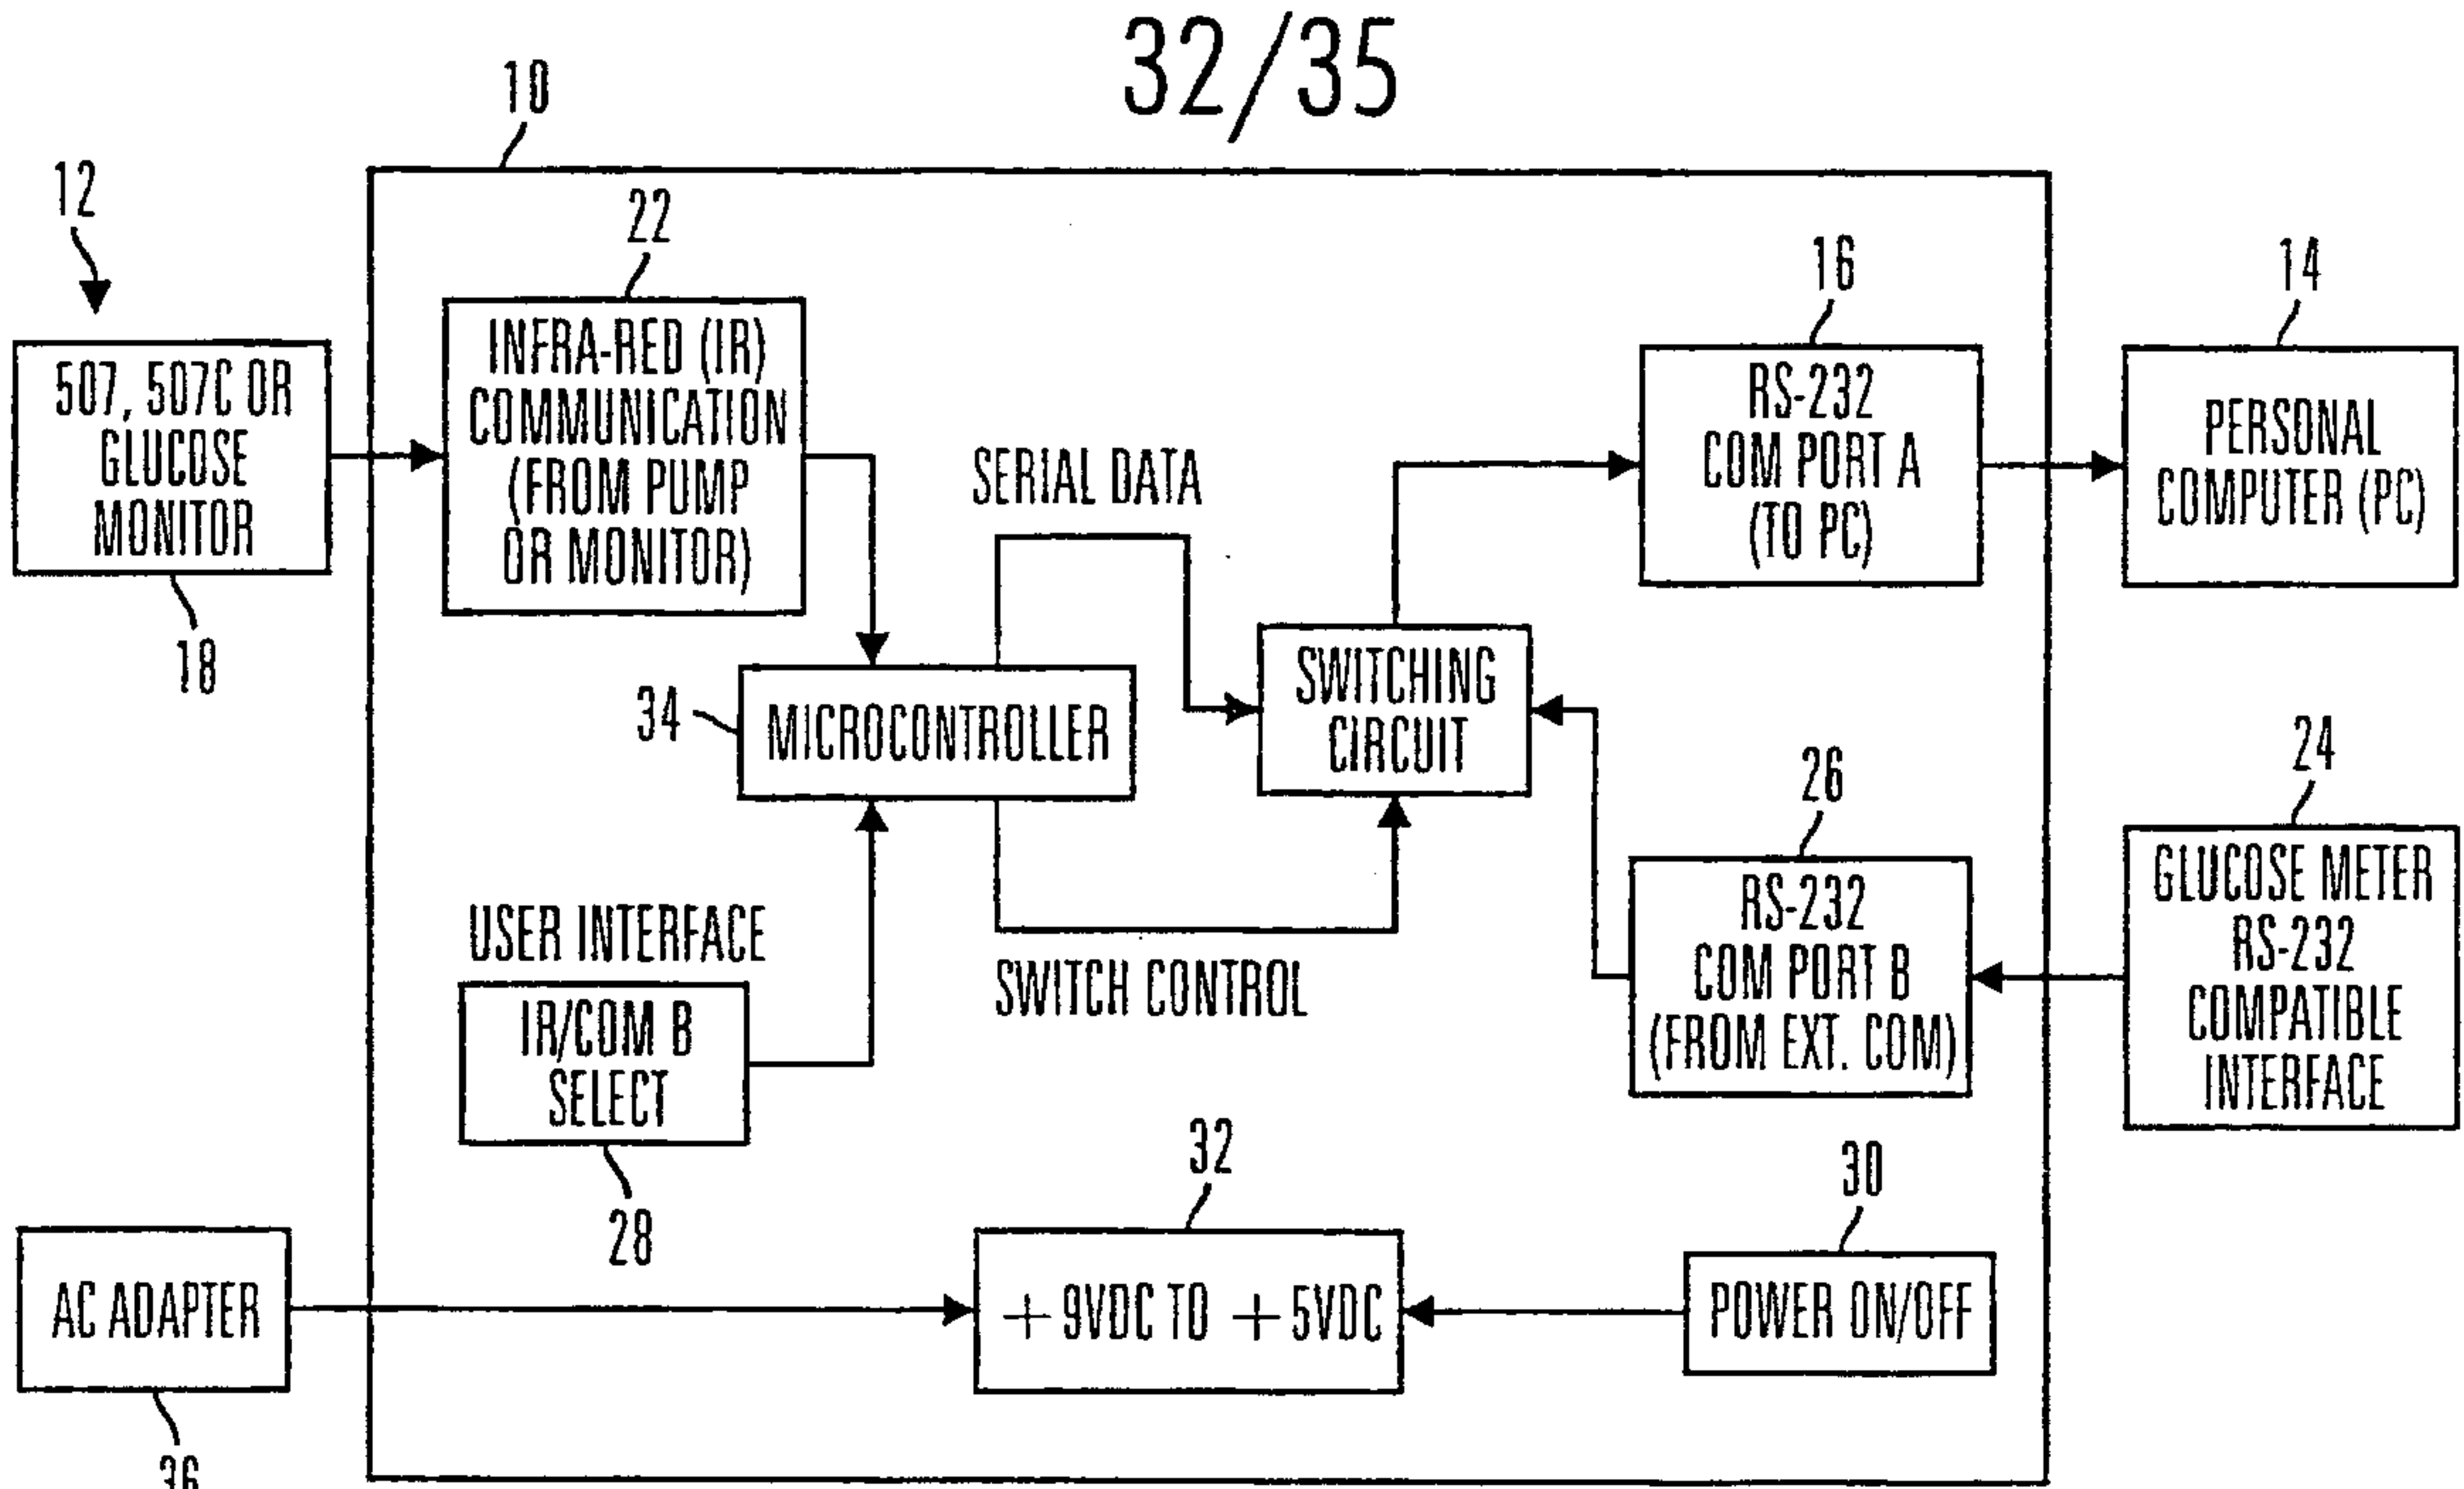 32/35
10
12
22
16
14
507, 507C OR
GLUCOSE
MONITOR
18
INFRA-RED (IR)
COMMUNICATION
(FROM PUMP
OR MONITOR)
SERIAL DATA
RS-232
COM PORT A
(TO PC)
PERSONAL
COMPUTER (PC)
34
MICROCONTROLLER
SWITCHING
CIRCUIT
26
24
USER INTERFACE
IR/COM B
SELECT
28
SWITCH CONTROL
RS-232
COM PORT B
(FROM EXT. COM)
GLUCOSE METER
RS-232
COMPATIBLE
INTERFACE
32
30
AC ADAPTER
36
+ 9VDC TO + 5VDC
POWER ON/OFF